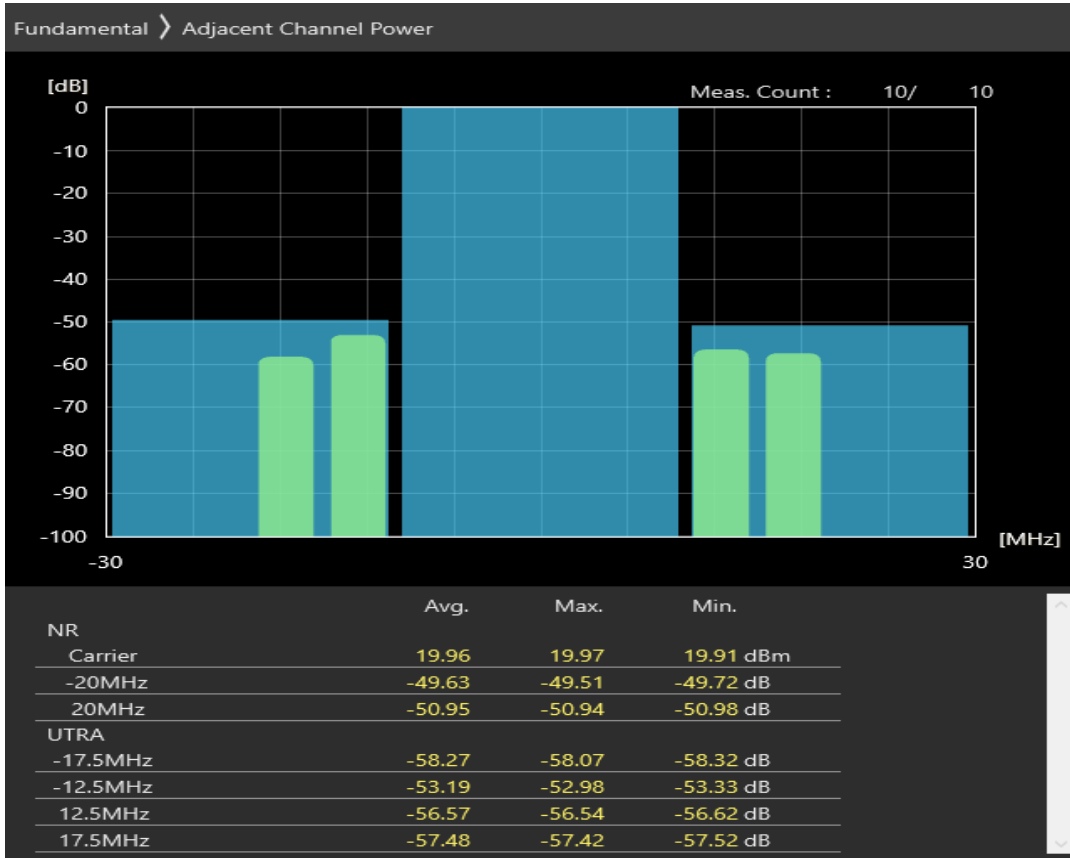 Fundamental ❯ Adjacent Channel Power
[dB]
Meas. Count : 10/ 10
0
-10
-20
-30
-40
-50
-60
-70
-80
-90
-100
[MHz]
-30 30
Avg. Max. Min.
NR
Carrier 19.96 19.97 19.91 dBm
-20MHz -49.63 -49.51 -49.72 dB
20MHz -50.95 -50.94 -50.98 dB
UTRA
-17.5MHz -58.27 -58.07 -58.32 dB
-12.5MHz -53.19 -52.98 -53.33 dB
12.5MHz -56.57 -56.54 -56.62 dB
17.5MHz -57.48 -57.42 -57.52 dB